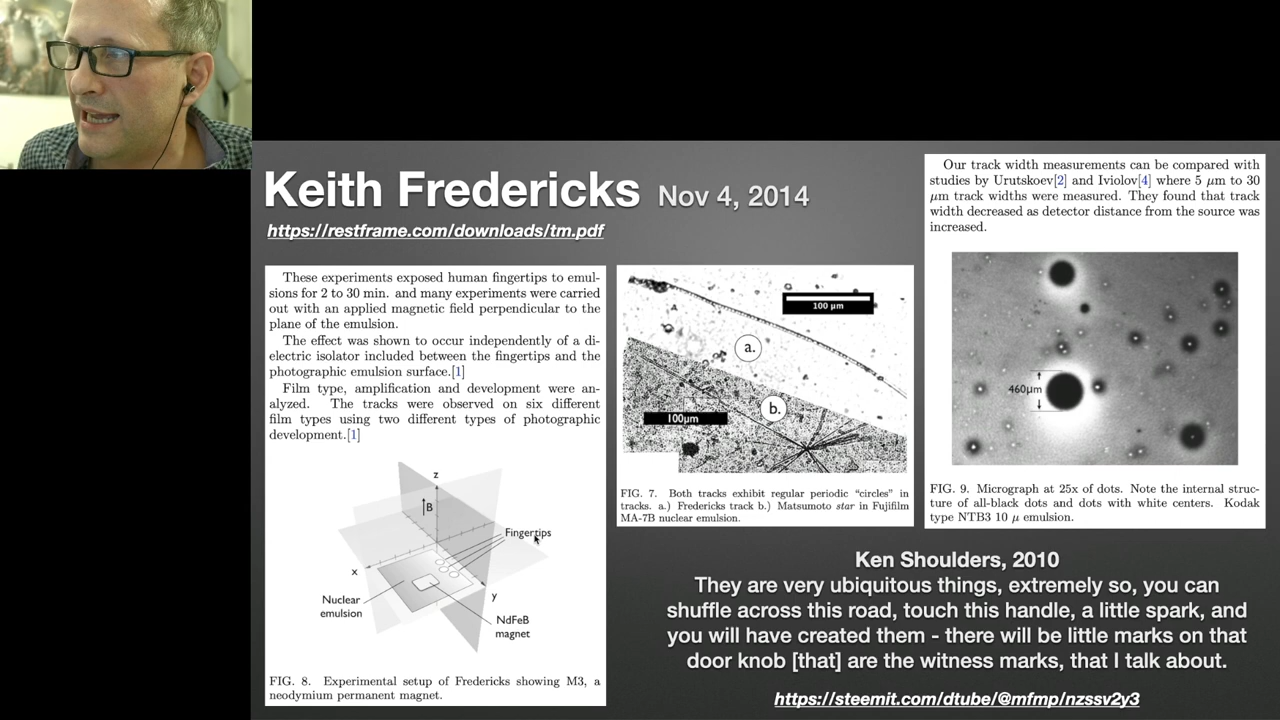 Keith Fredericks Nov 4, 2014
https://restframe.com/downloads/tm.pdf
These experiments exposed human fingertips to emul-
sions for 2 to 30 min. and many experiments were carried
out with an applied magnetic field perpendicular to the
plane of the emulsion.
The effect was shown to occur independently of a di-
electric isolator included between the fingertips and the
photographic emulsion surface.[1]
Film type, amplification and development were an-
alyzed. The tracks were observed on six different
film types using two different types of photographic
development.[1]
z
B
Fingertips
x
y
Nuclear
emulsion
NdFeB
magnet
FIG. 8. Experimental setup of Fredericks showing M3, a
neodymium permanent magnet.
100 μm
a.
b.
100μm
FIG. 7. Both tracks exhibit regular periodic “circles” in
tracks. a.) Fredericks track b.) Matsumoto star in Fujifilm
MA-7B nuclear emulsion.
Our track width measurements can be compared with
studies by Urutskoev[2] and Iviolov[4] where 5 μm to 30
μm track widths were measured. They found that track
width decreased as detector distance from the source was
increased.
460μm
FIG. 9. Micrograph at 25x of dots. Note the internal struc-
ture of all-black dots and dots with white centers. Kodak
type NTB3 10 μ emulsion.
Ken Shoulders, 2010
They are very ubiquitous things, extremely so, you can
shuffle across this road, touch this handle, a little spark, and
you will have created them - there will be little marks on that
door knob [that] are the witness marks, that I talk about.
https://steemit.com/dtube/@mfmp/nzssv2y3